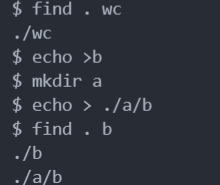 $ find . wc
./wc
$ echo >b
$ mkdir a
$ echo > ./a/b
$ find . b
./b
./a/b